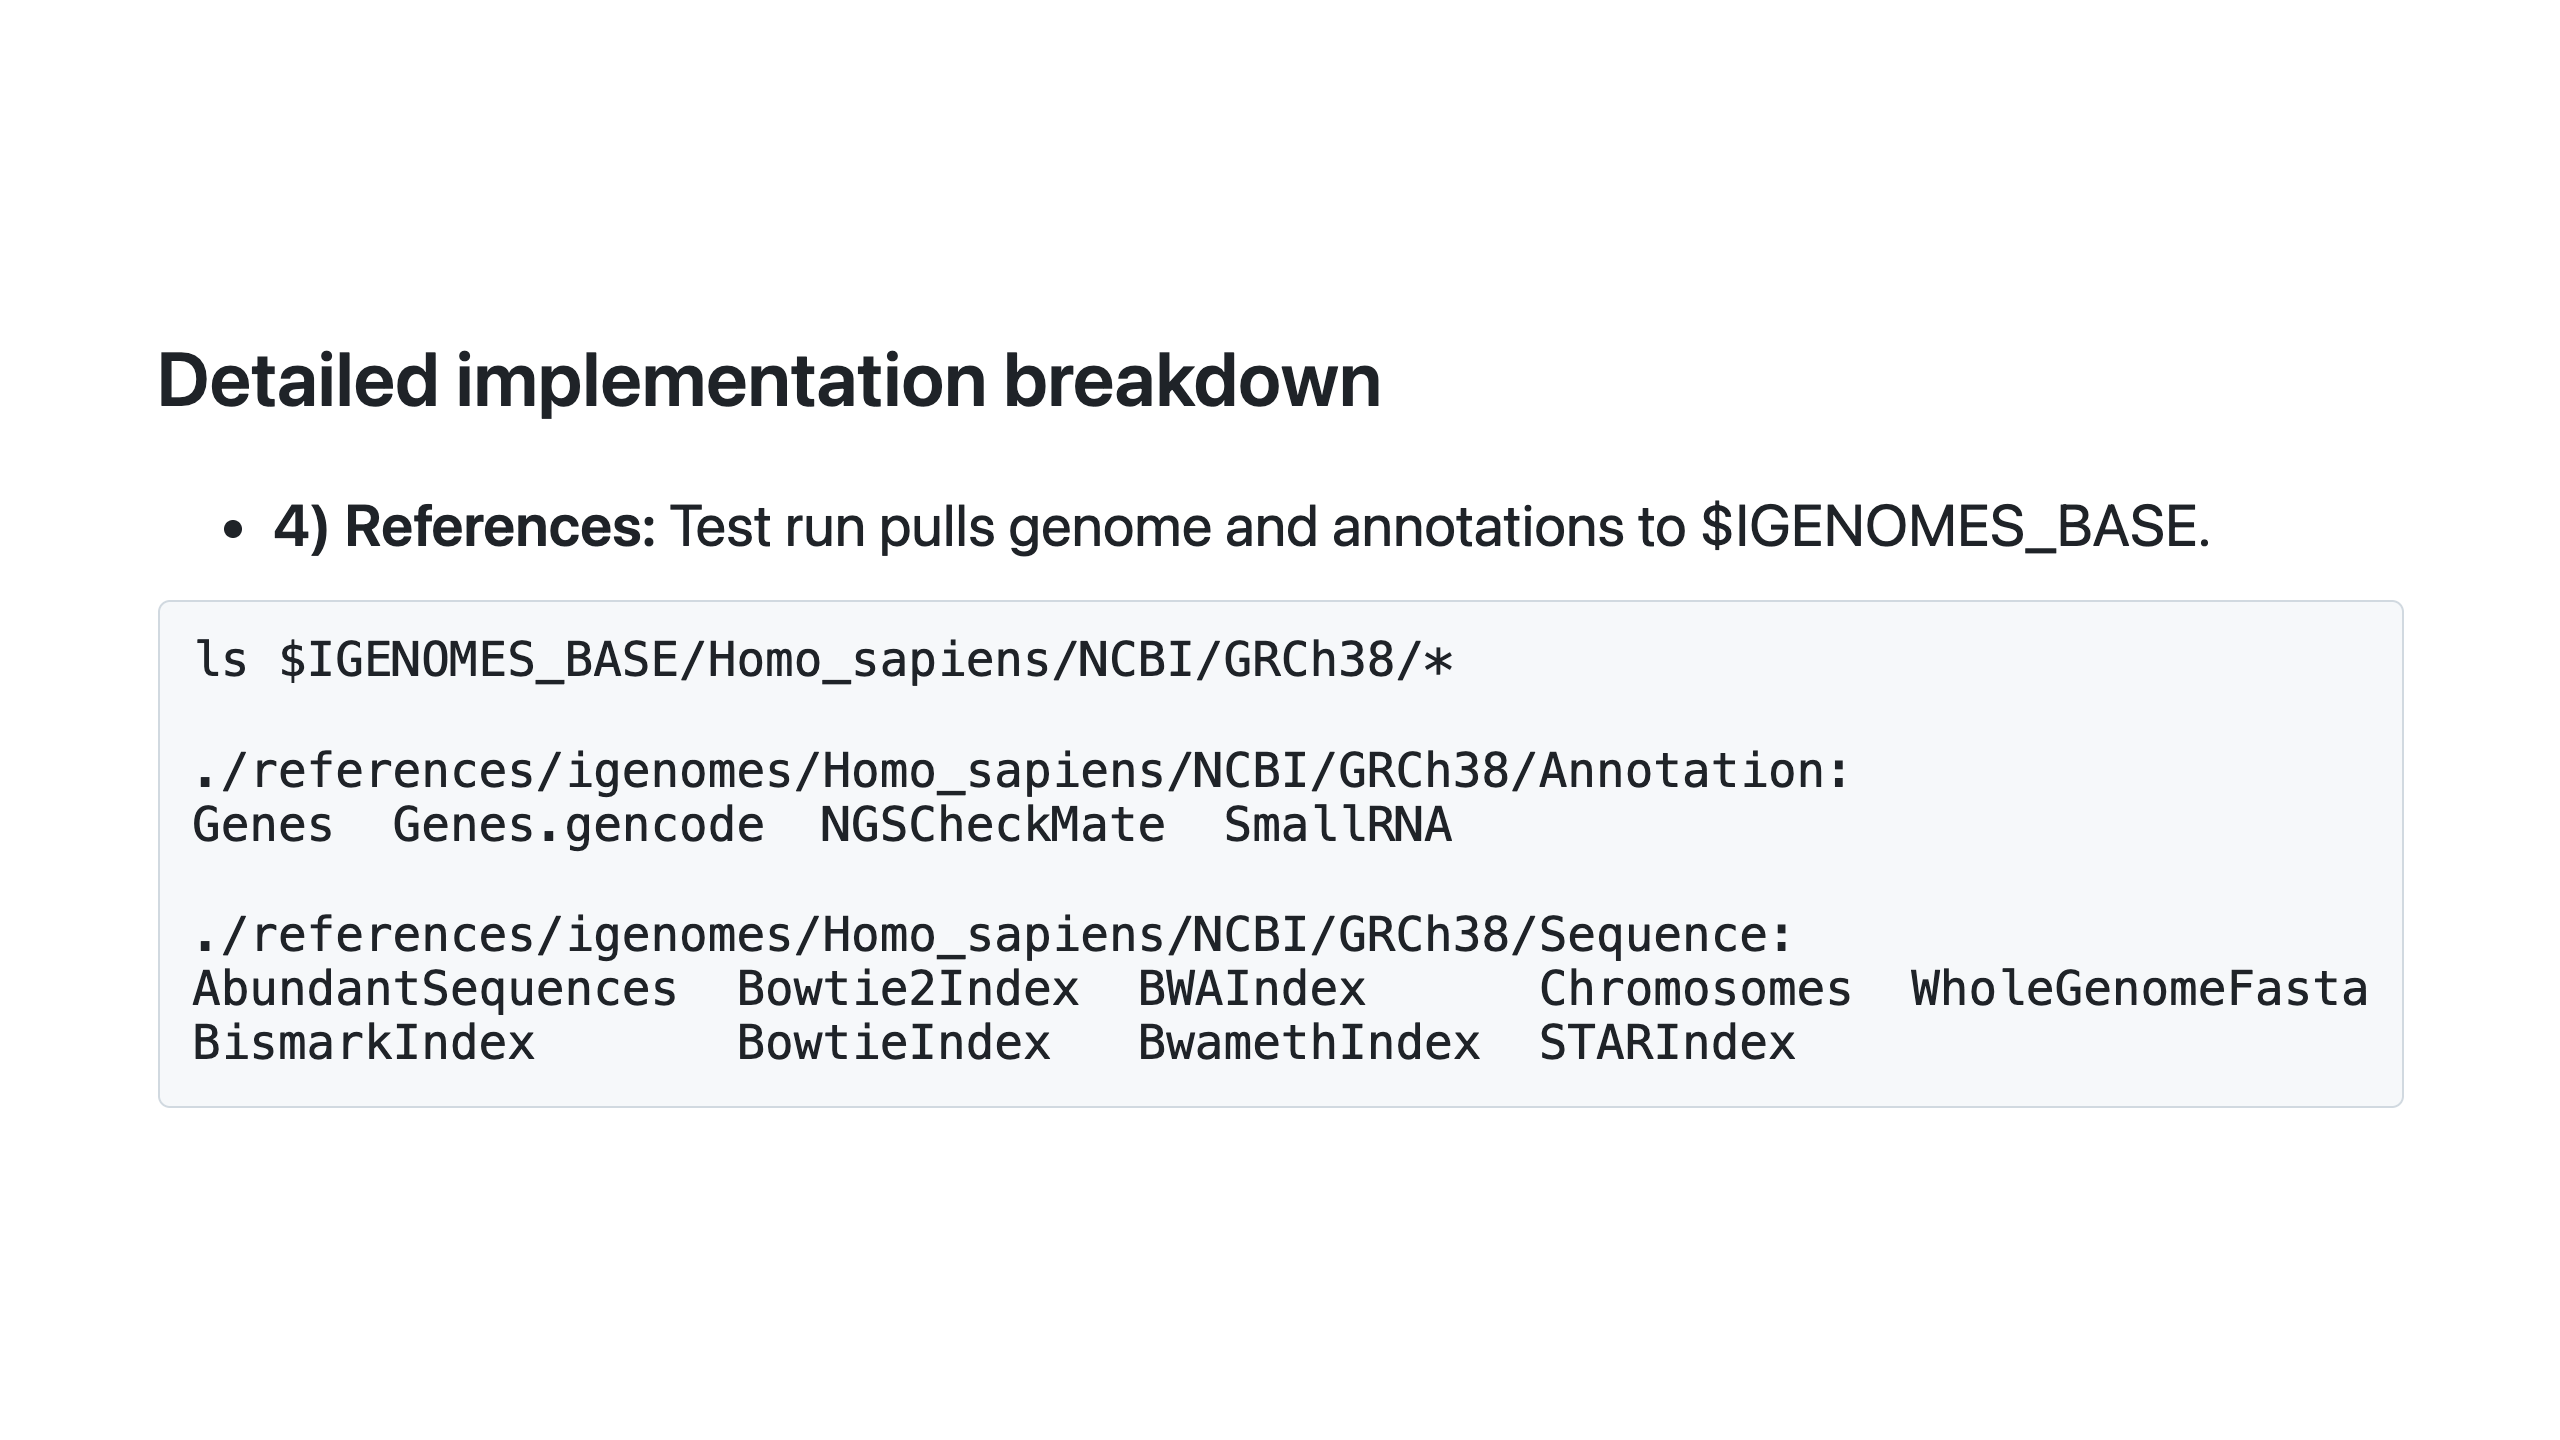 Detailed implementation breakdown
• 4) References: Test run pulls genome and annotations to $IGENOMES_BASE.
ls $IGENOMES_BASE/Homo_sapiens/NCBI/GRCh38/*
./references/igenomes/Homo_sapiens/NCBI/GRCh38/Annotation:
Genes  Genes.gencode  NGSCheckMate  SmallRNA
./references/igenomes/Homo_sapiens/NCBI/GRCh38/Sequence:
AbundantSequences  Bowtie2Index  BWAIndex      Chromosomes  WholeGenomeFasta
BismarkIndex       BowtieIndex   BwamethIndex  STARIndex